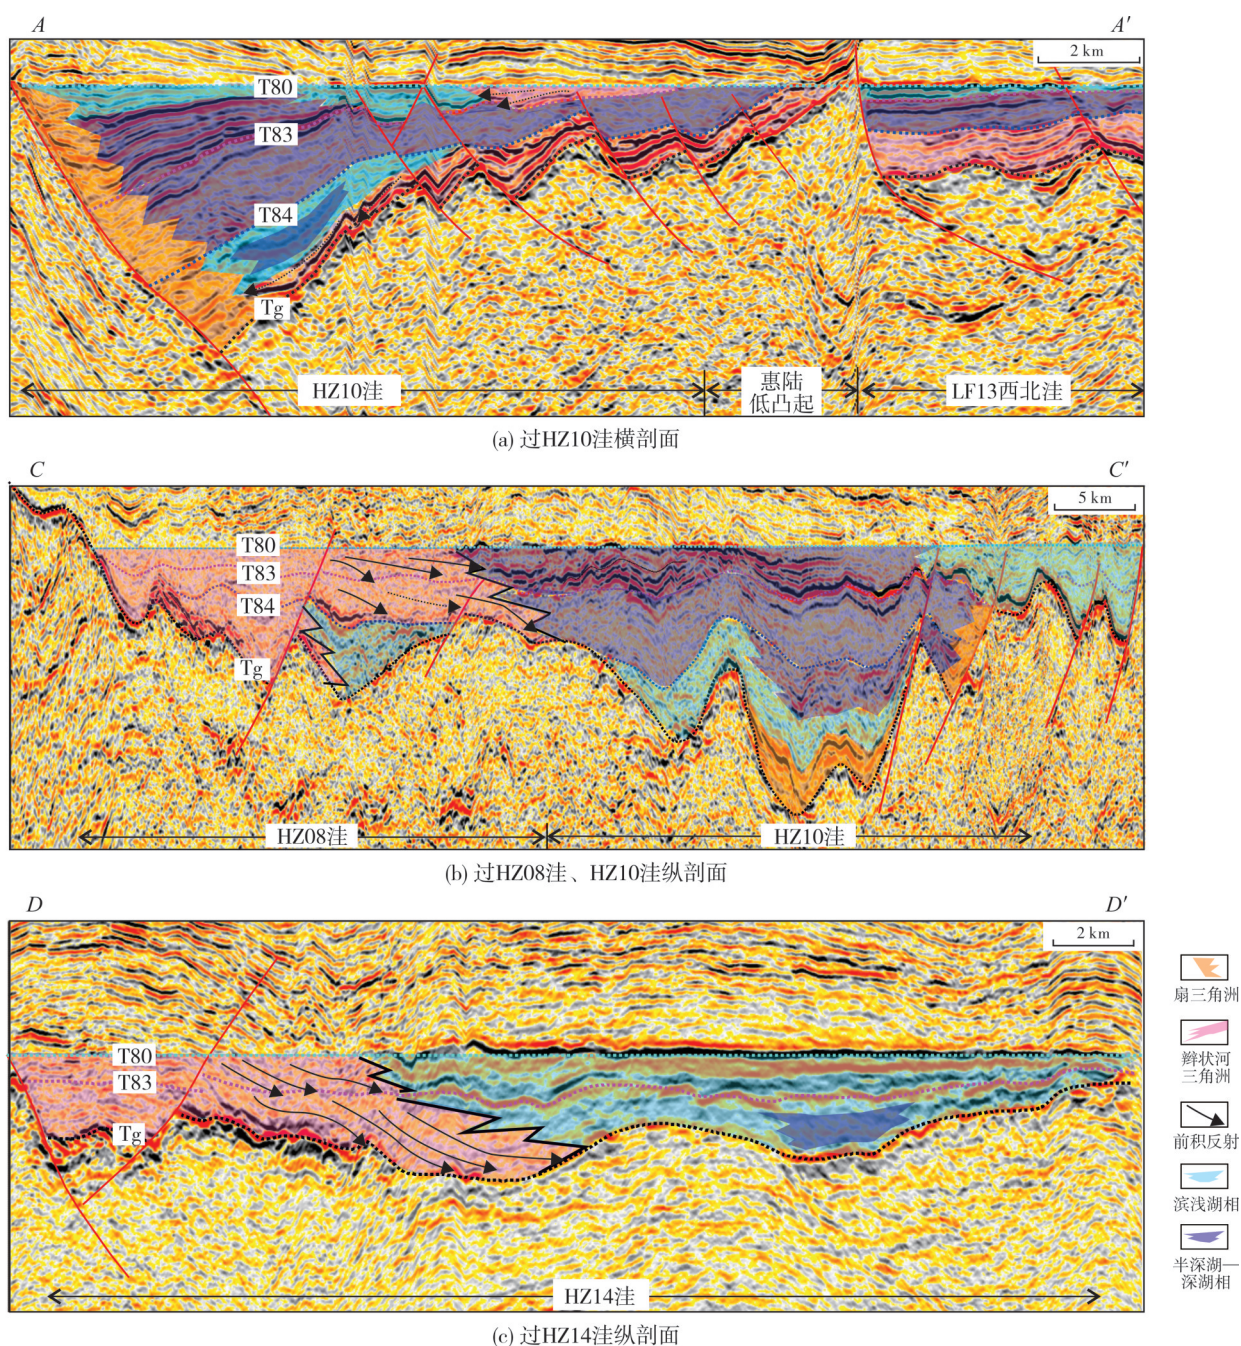 A
A′
2 km
T80
T83
T84
Tg
HZ10洼
惠陆
低凸起
LF13西北洼
(a) 过HZ10洼横剖面
C
C′
5 km
T80
T83
T84
Tg
HZ08洼
HZ10洼
(b) 过HZ08洼、HZ10洼纵剖面
D
D′
2 km
T80
T83
Tg
HZ14洼
(c) 过HZ14洼纵剖面
扇三角洲
辫状河
三角洲
前积反射
滨浅湖相
半深湖—
深湖相